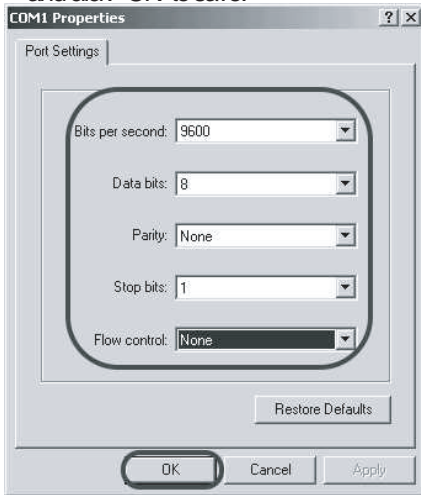 COM1 Properties ? ×
Port Settings
Bits per second: 9600
Data bits: 8
Parity: None
Stop bits: 1
Flow control: None
Restore Defaults
OK Cancel Apply